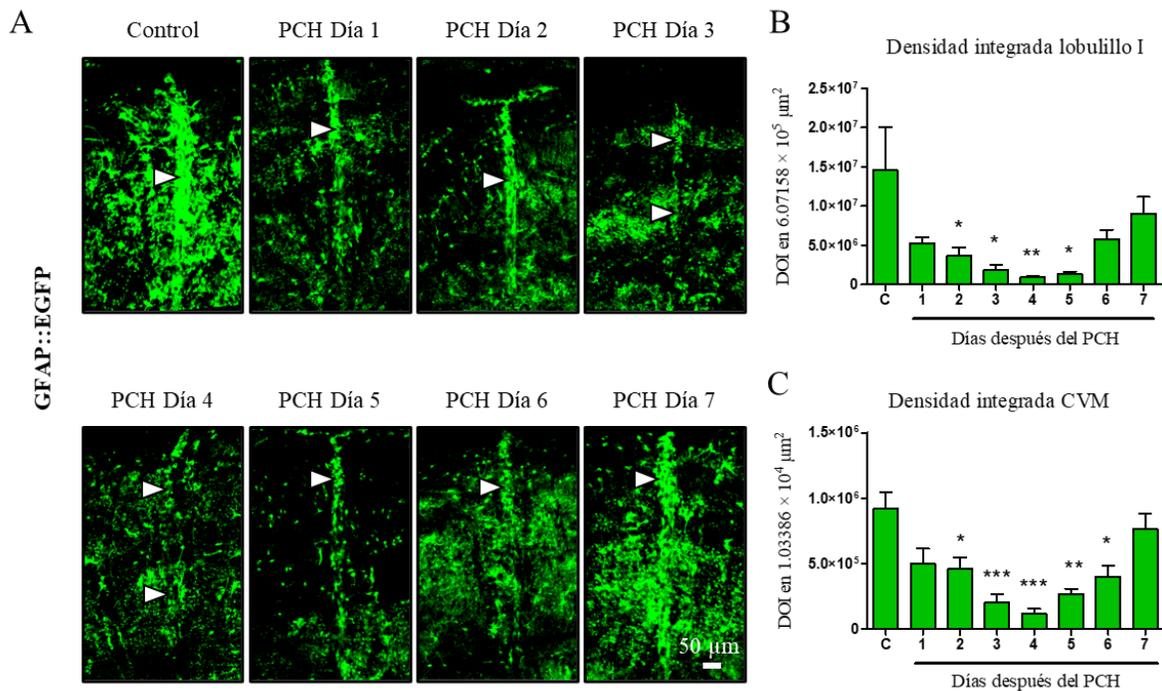 A
Control
PCH Día 1
PCH Día 2
PCH Día 3
GFAP::EGFP
PCH Día 4
PCH Día 5
PCH Día 6
PCH Día 7
50 µm
B
Densidad integrada lobulillo I
DOI en 6.07158 × 10⁵ µm²
2.5×10⁷
2.0×10⁷
1.5×10⁷
1.0×10⁷
5.0×10⁶
0
* * ** *
C 1 2 3 4 5 6 7
Días después del PCH
C
Densidad integrada CVM
DOI en 1.03386 × 10⁴ µm²
1.5×10⁶
1.0×10⁶
5.0×10⁵
0
* *** *** ** *
C 1 2 3 4 5 6 7
Días después del PCH